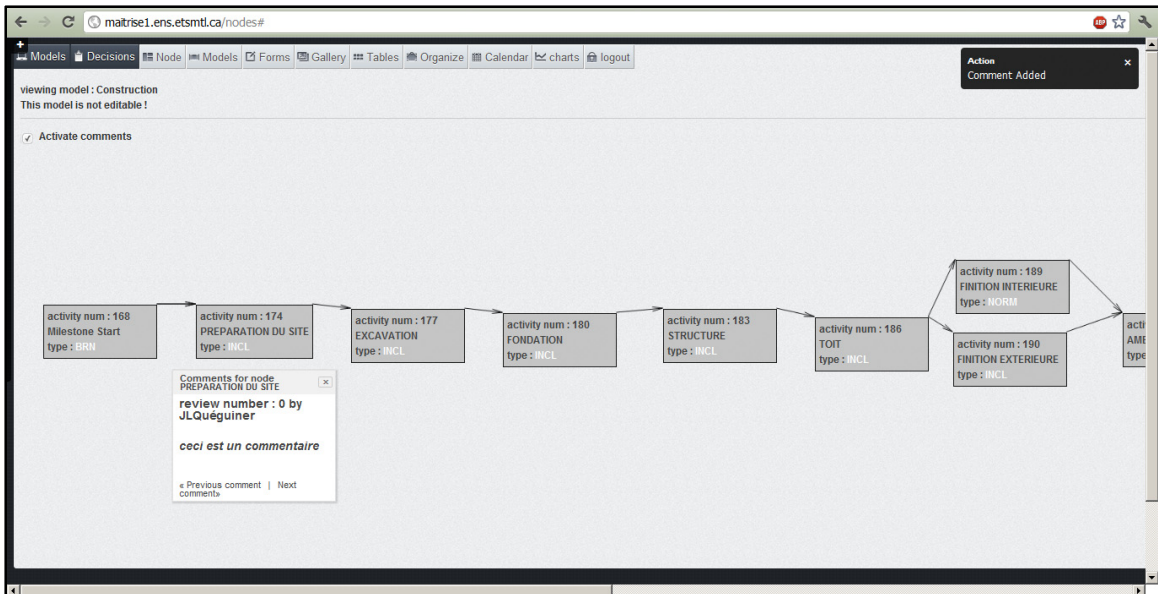 maitrise1.ens.etsmtl.ca/nodes#
ABP
Models Decisions Node Models Forms Gallery Tables Organize Calendar charts logout
Action
Comment Added
viewing model : Construction
This model is not editable !
Activate comments
activity num : 168
Milestone Start
type : BRN
activity num : 174
PREPARATION DU SITE
type : INCL
activity num : 177
EXCAVATION
type : INCL
activity num : 180
FONDATION
type : INCL
activity num : 183
STRUCTURE
type : INCL
activity num : 186
TOIT
type : INCL
activity num : 189
FINITION INTERIEURE
type : NORM
activity num : 190
FINITION EXTERIEURE
type : INCL
acti
AME
type
Comments for node
PREPARATION DU SITE
review number : 0 by
JLQuéguiner
ceci est un commentaire
« Previous comment | Next
comment»